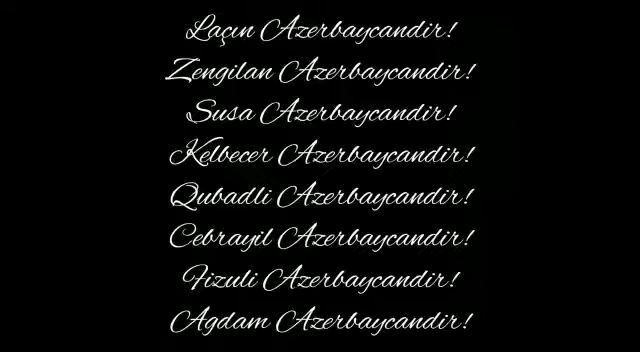 Laçın Azerbaycandir!
Zengilan Azerbaycandir!
Susa Azerbaycandir!
Kelbecer Azerbaycandir!
Qubadli Azerbaycandir!
Cebrayil Azerbaycandir!
Fizuli Azerbaycandir!
Agdam Azerbaycandir!